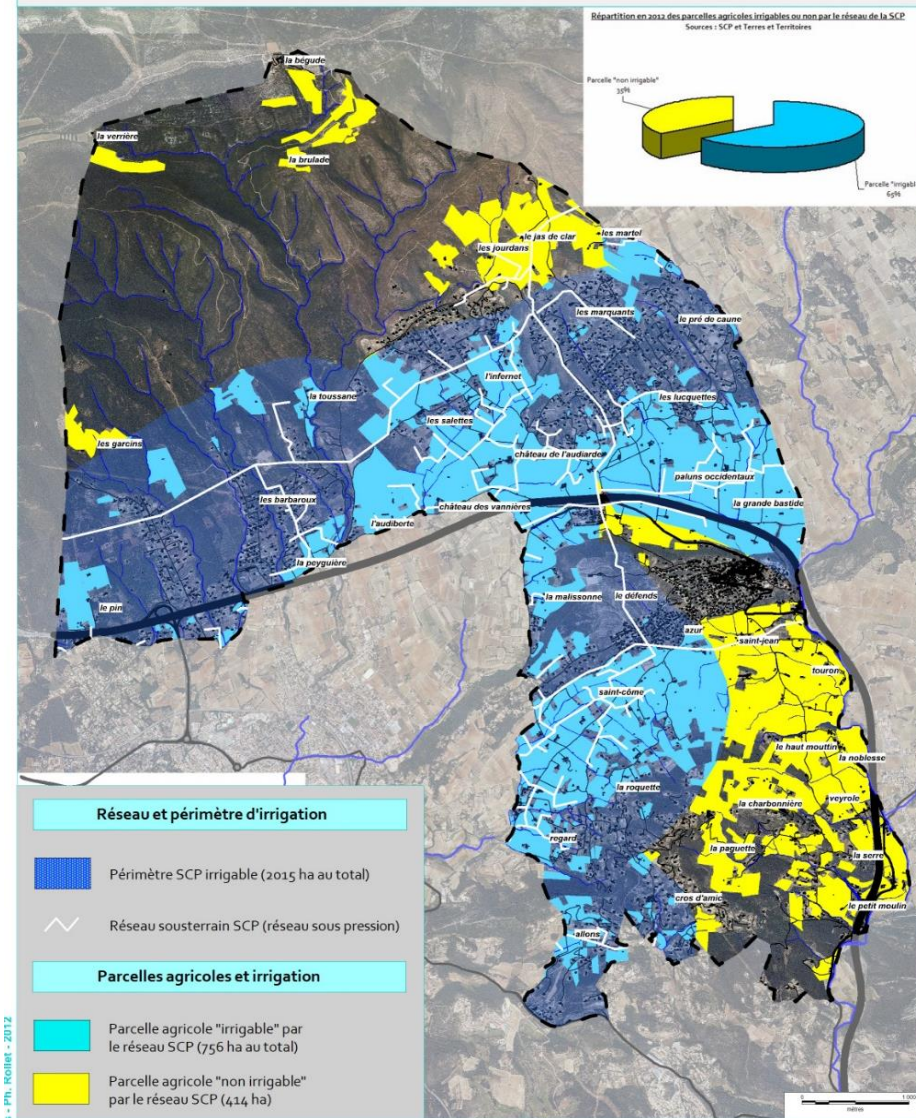 Répartition en 2012 des parcelles agricoles irrigables ou non par le réseau de la SCP
Sources : SCP et Terres et Territoires
Parcelle "non irrigable"
35%
Parcelle "irrigable
65%
la bégude
la verrière
la brulade
le jas de clar
les martel
les jourdans
les marquants
le pré de caune
l'infernet
la toussane
les lucquettes
les salettes
les garcins
château de l'audiarde
paluns occidentaux
les barbaroux
château des vannières
la grande bastide
l'audiberte
la peyguière
la malissonne
le défends
le pin
azur
saint-jean
touron
saint-côme
le haut mouttin
la noblesse
la roquette
veyrole
la charbonnière
regard
la paguette
la serre
cros d'amic
le petit moulin
allons
Réseau et périmètre d'irrigation
Périmètre SCP irrigable (2015 ha au total)
Réseau sousterrain SCP (réseau sous pression)
Parcelles agricoles et irrigation
Parcelle agricole "irrigable" par
le réseau SCP (756 ha au total)
Parcelle agricole "non irrigable"
par le réseau SCP (414 ha)
- Ph. Rollet - 2012
0
1 000
mètres